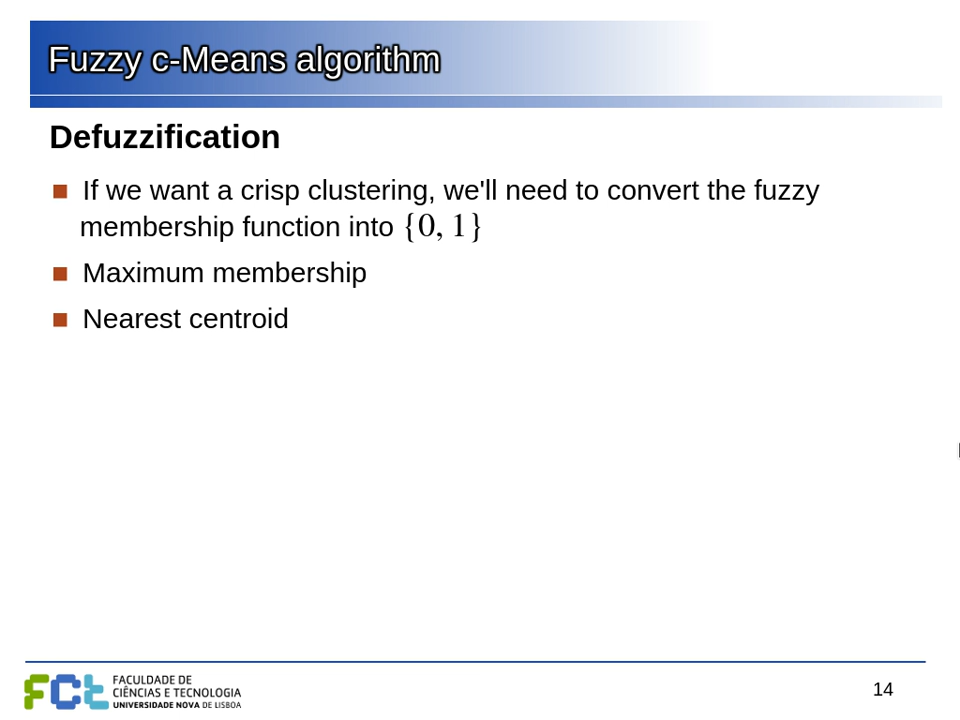 Fuzzy c-Means algorithm
Defuzzification
If we want a crisp clustering, we'll need to convert the fuzzy
membership function into {0, 1}
Maximum membership
Nearest centroid
FCt
FACULDADE DE
CIÊNCIAS E TECNOLOGIA
UNIVERSIDADE NOVA DE LISBOA
14